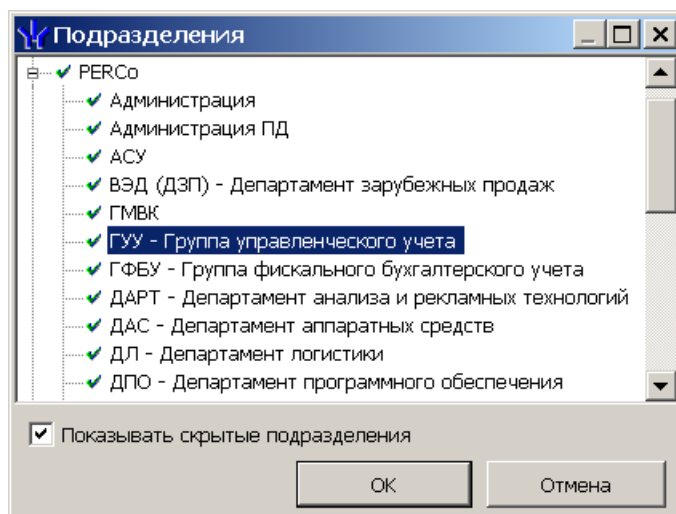 Подразделения
PERCo
Администрация
Администрация ПД
АСУ
ВЭД (ДЗП) - Департамент зарубежных продаж
ГМВК
ГУУ - Группа управленческого учета
ГФБУ - Группа фискального бухгалтерского учета
ДАРТ - Департамент анализа и рекламных технологий
ДАС - Департамент аппаратных средств
ДЛ - Департамент логистики
ДПО - Департамент программного обеспечения
Показывать скрытые подразделения
ОК
Отмена